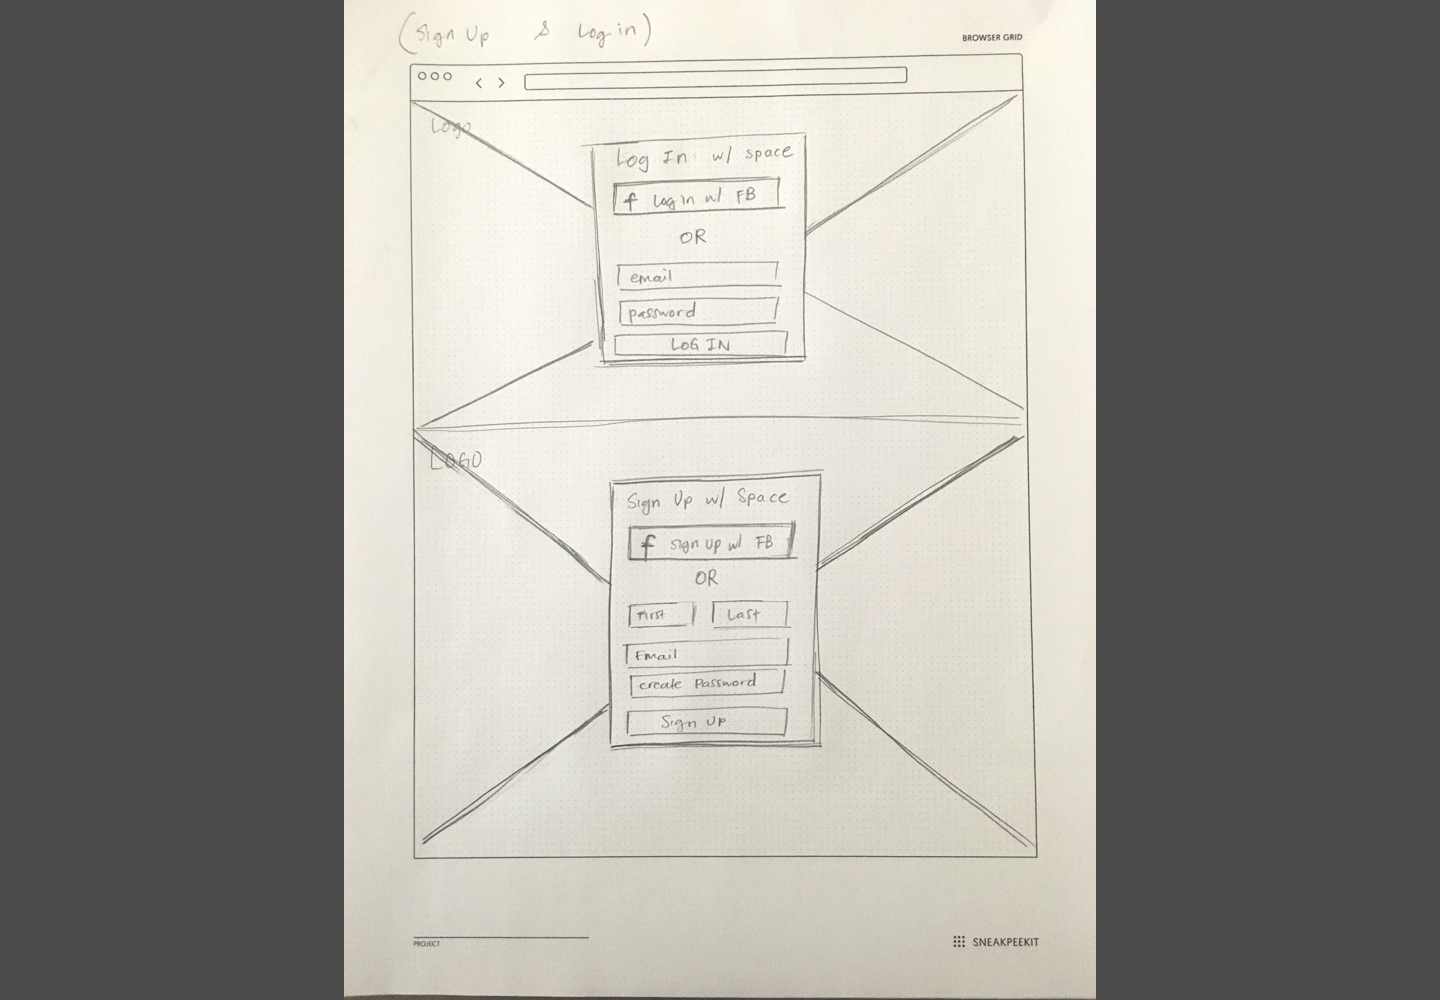 (Sign Up & Log in)
BROWSER GRID
Logo
Log In w/ space
f Log in w/ FB
OR
email
password
LOG IN
LOGO
Sign Up w/ Space
f sign up w/ FB
OR
First Last
Email
create Password
Sign UP
PROJECT
SNEAKPEEKIT